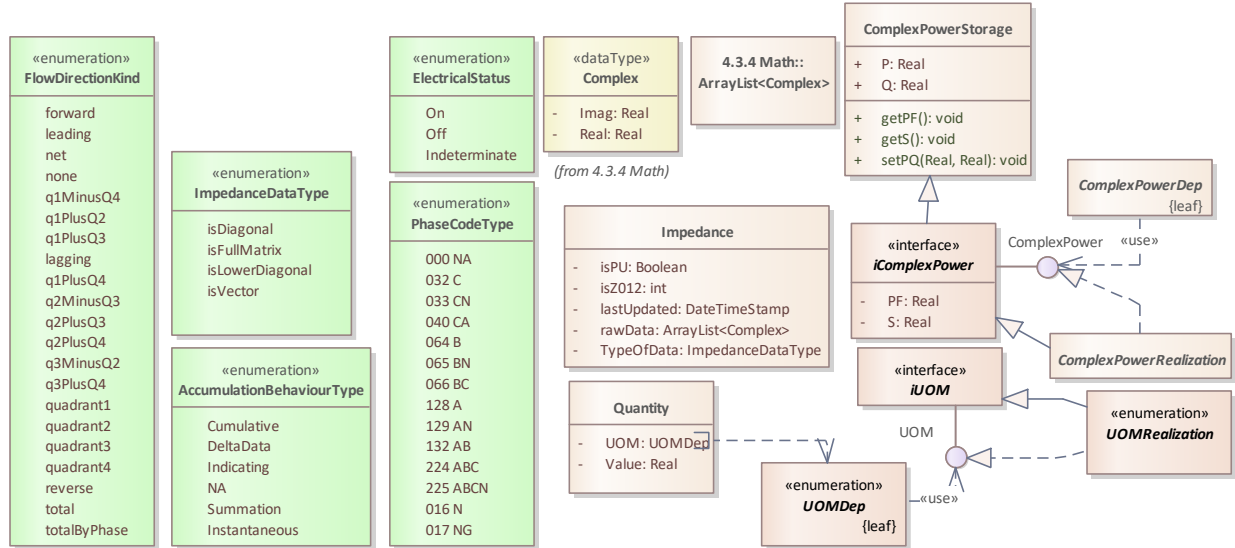 «enumeration»
FlowDirectionKind
forward
leading
net
none
q1MinusQ4
q1PlusQ2
q1PlusQ3
lagging
q1PlusQ4
q2MinusQ3
q2PlusQ3
q2PlusQ4
q3MinusQ2
q3PlusQ4
quadrant1
quadrant2
quadrant3
quadrant4
reverse
total
totalByPhase
«enumeration»
ImpedanceDataType
isDiagonal
isFullMatrix
isLowerDiagonal
isVector
«enumeration»
AccumulationBehaviourType
Cumulative
DeltaData
Indicating
NA
Summation
Instantaneous
«enumeration»
ElectricalStatus
On
Off
Indeterminate
«enumeration»
PhaseCodeType
000 NA
032 C
033 CN
040 CA
064 B
065 BN
066 BC
128 A
129 AN
132 AB
224 ABC
225 ABCN
016 N
017 NG
«dataType»
Complex
- Imag: Real
- Real: Real
(from 4.3.4 Math)
4.3.4 Math::
ArrayList<Complex>
Impedance
- isPU: Boolean
- isZ012: int
- lastUpdated: DateTimeStamp
- rawData: ArrayList<Complex>
- TypeOfData: ImpedanceDataType
Quantity
- UOM: UOMDep
- Value: Real
«enumeration»
UOMDep
{leaf}
«use»
ComplexPowerStorage
+ P: Real
+ Q: Real
+ getPF(): void
+ getS(): void
+ setPQ(Real, Real): void
«interface»
iComplexPower
- PF: Real
- S: Real
ComplexPower
«use»
ComplexPowerDep
{leaf}
ComplexPowerRealization
«interface»
iUOM
UOM
«enumeration»
UOMRealization